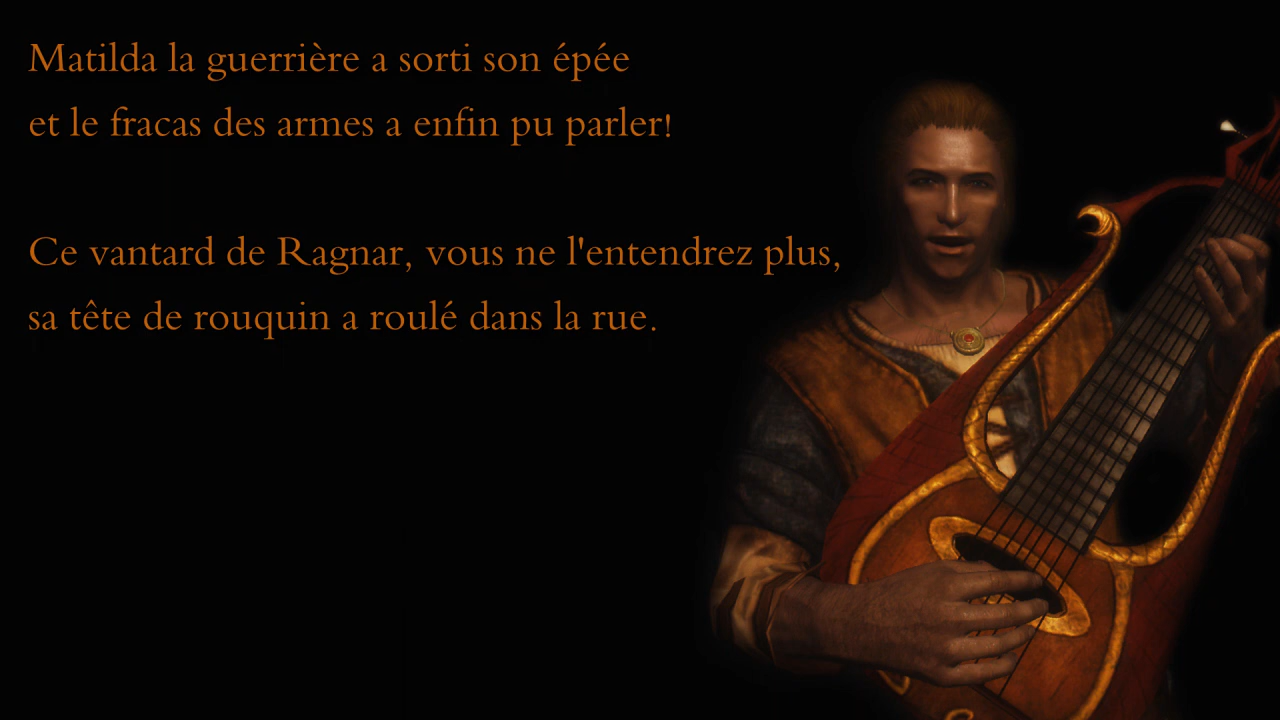 Matilda la guerrière a sorti son épée
et le fracas des armes a enfin pu parler!
Ce vantard de Ragnar, vous ne l'entendrez plus,
sa tête de rouquin a roulé dans la rue.